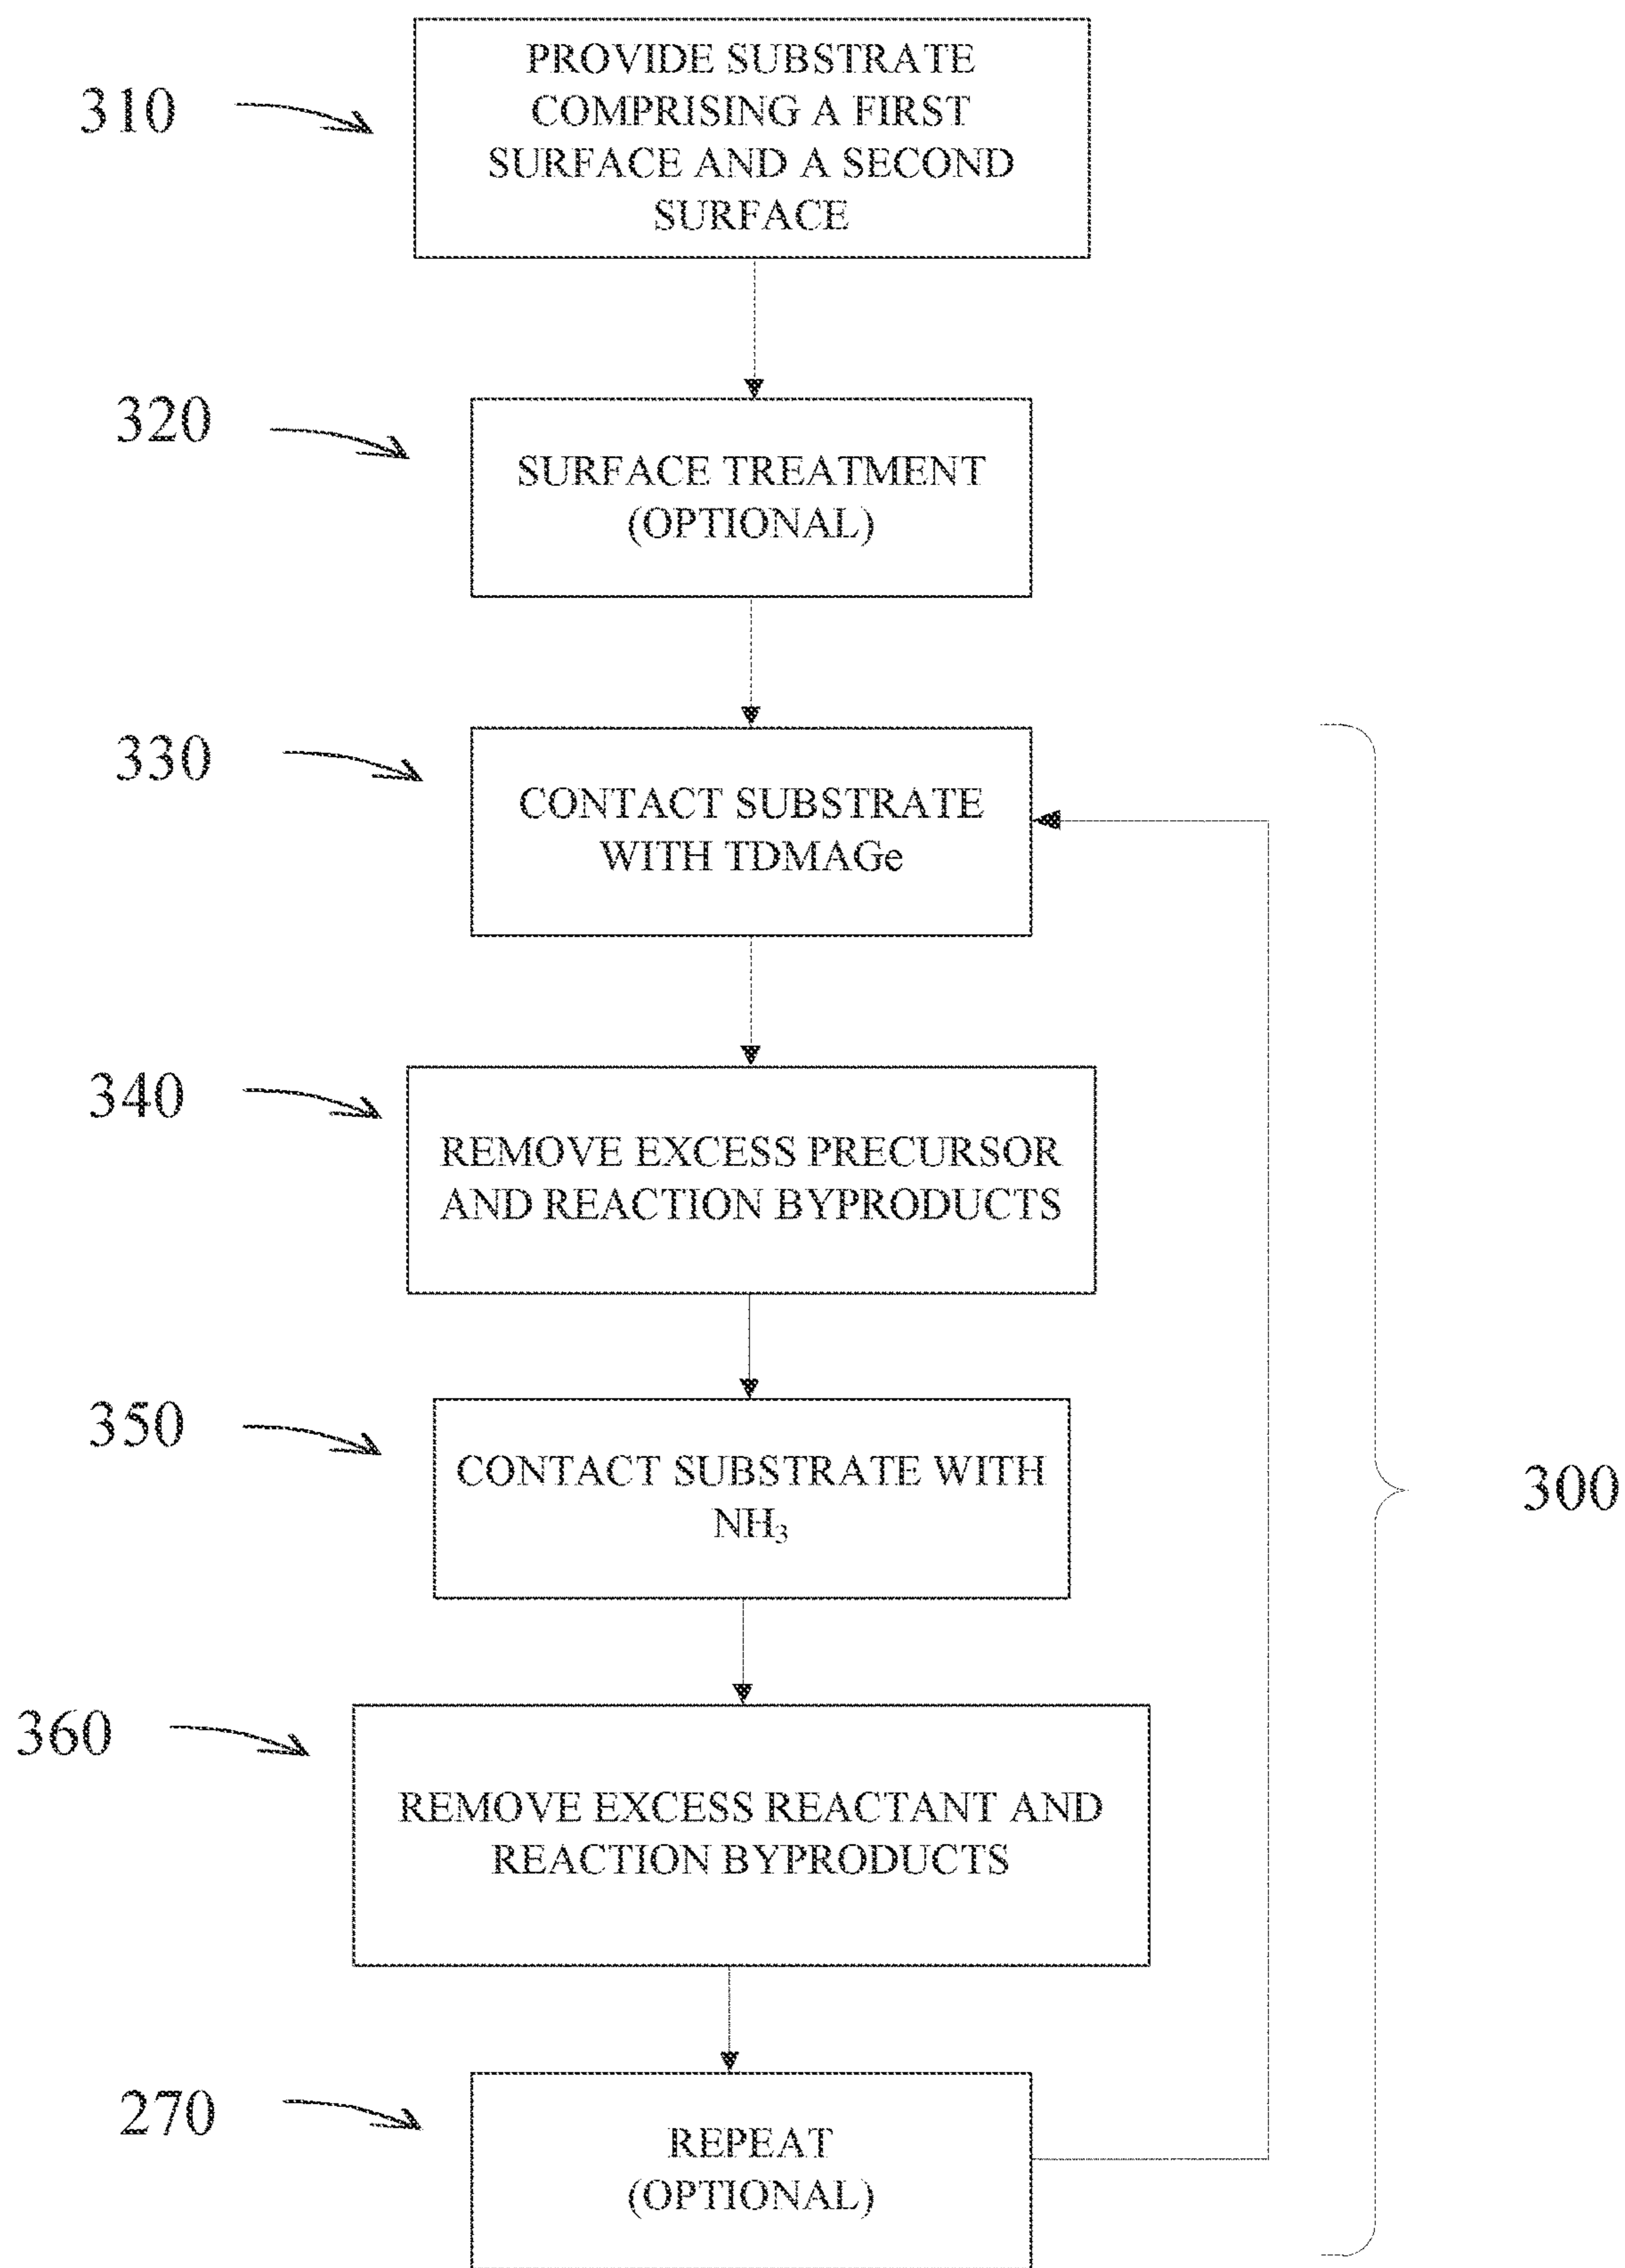 310
PROVIDE SUBSTRATE
COMPRISING A FIRST
SURFACE AND A SECOND
SURFACE
320
SURFACE TREATMENT
(OPTIONAL)
330
CONTACT SUBSTRATE
WITH TDMAGe
340
REMOVE EXCESS PRECURSOR
AND REACTION BYPRODUCTS
350
CONTACT SUBSTRATE WITH
NH₃
300
360
REMOVE EXCESS REACTANT AND
REACTION BYPRODUCTS
270
REPEAT
(OPTIONAL)